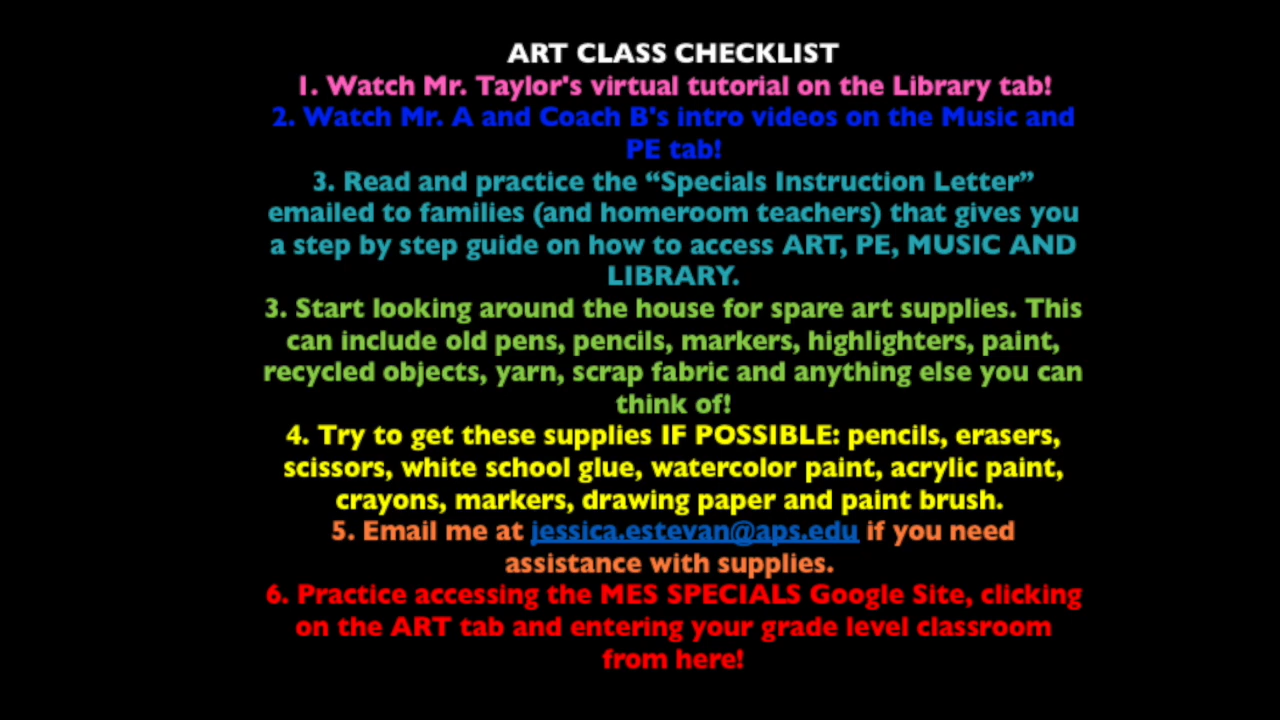 ART CLASS CHECKLIST
1. Watch Mr. Taylor's virtual tutorial on the Library tab!
2. Watch Mr. A and Coach B's intro videos on the Music and
PE tab!
3. Read and practice the “Specials Instruction Letter”
emailed to families (and homeroom teachers) that gives you
a step by step guide on how to access ART, PE, MUSIC AND
LIBRARY.
3. Start looking around the house for spare art supplies. This
can include old pens, pencils, markers, highlighters, paint,
recycled objects, yarn, scrap fabric and anything else you can
think of!
4. Try to get these supplies IF POSSIBLE: pencils, erasers,
scissors, white school glue, watercolor paint, acrylic paint,
crayons, markers, drawing paper and paint brush.
5. Email me at jessica.estevan@aps.edu if you need
assistance with supplies.
6. Practice accessing the MES SPECIALS Google Site, clicking
on the ART tab and entering your grade level classroom
from here!